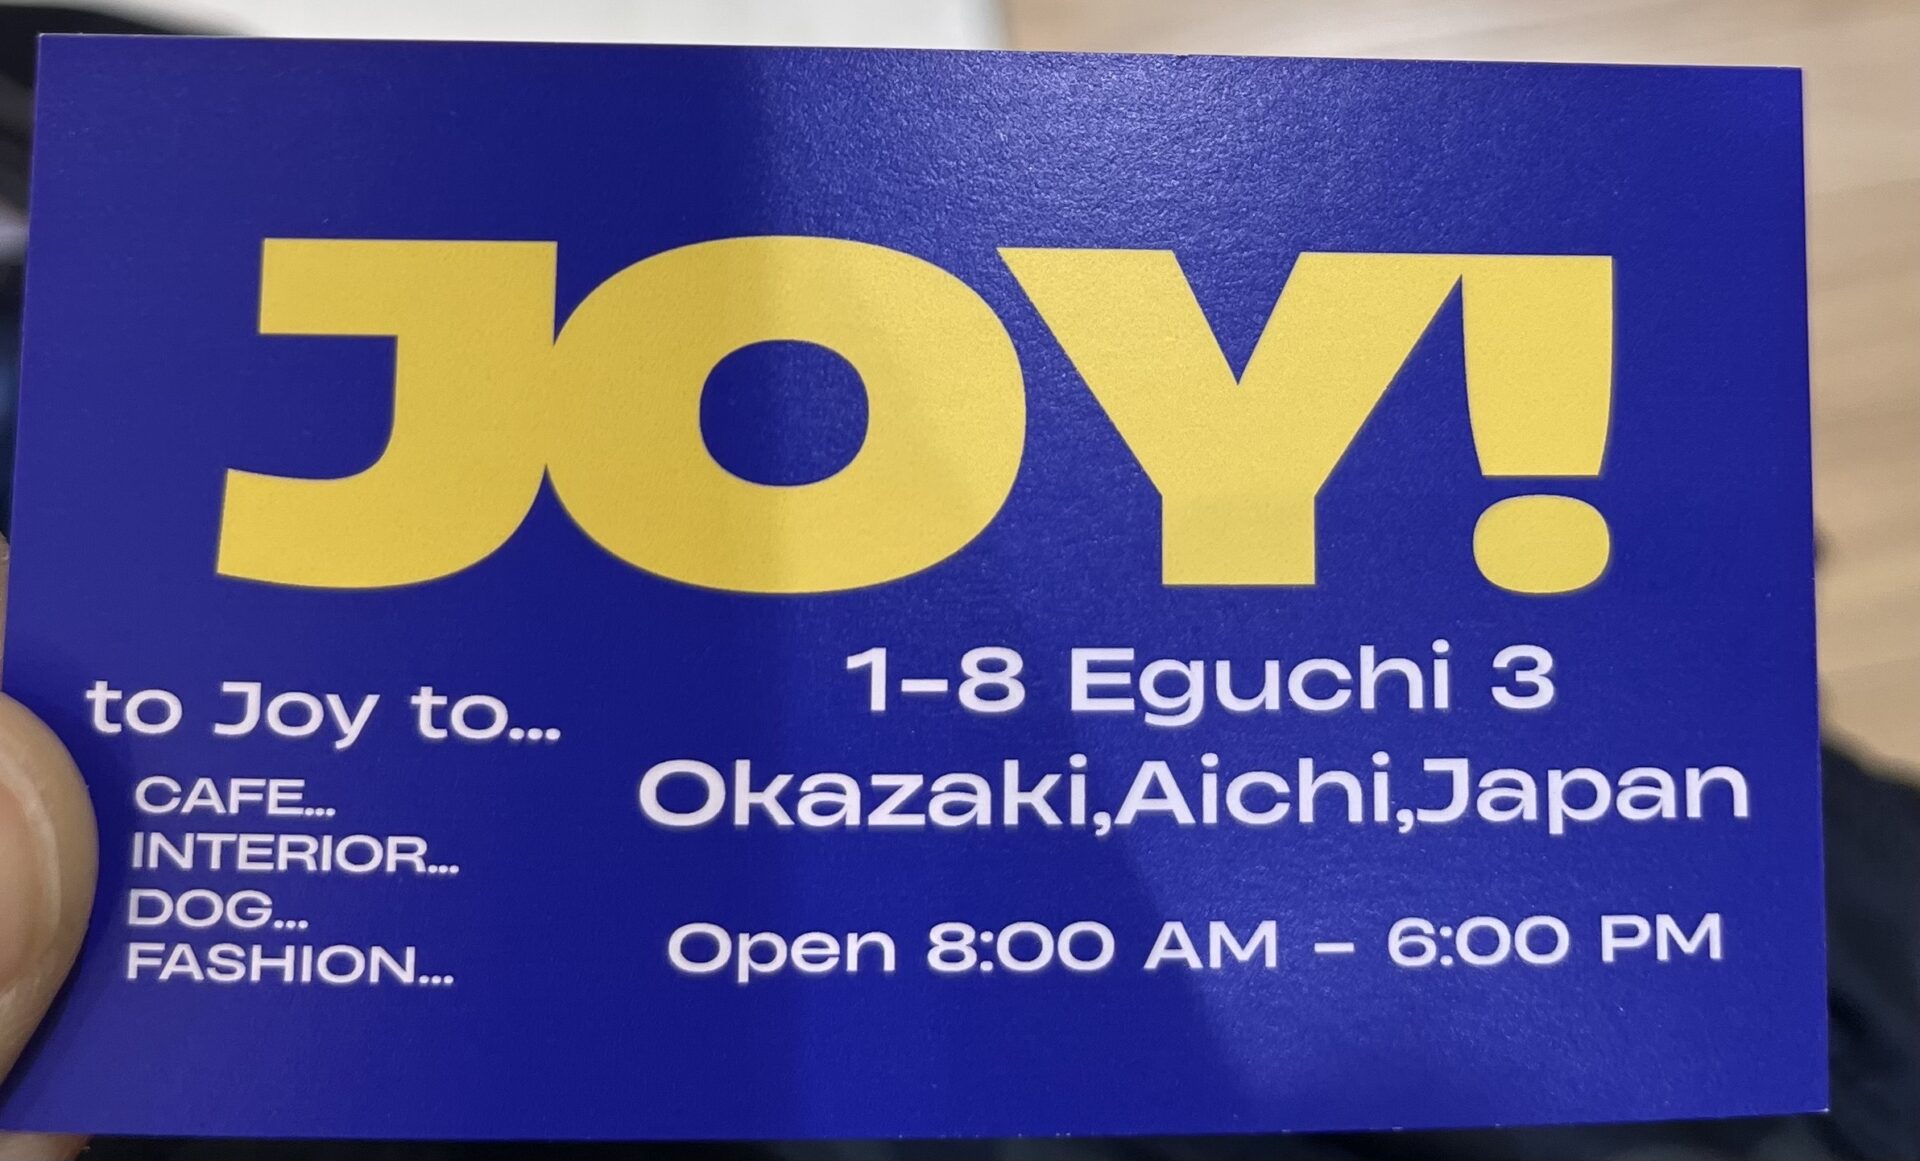 JOY!
to Joy to...
CAFE...
INTERIOR...
DOG...
FASHION...
1-8 Eguchi 3
Okazaki,Aichi,Japan
Open 8:00 AM - 6:00 PM